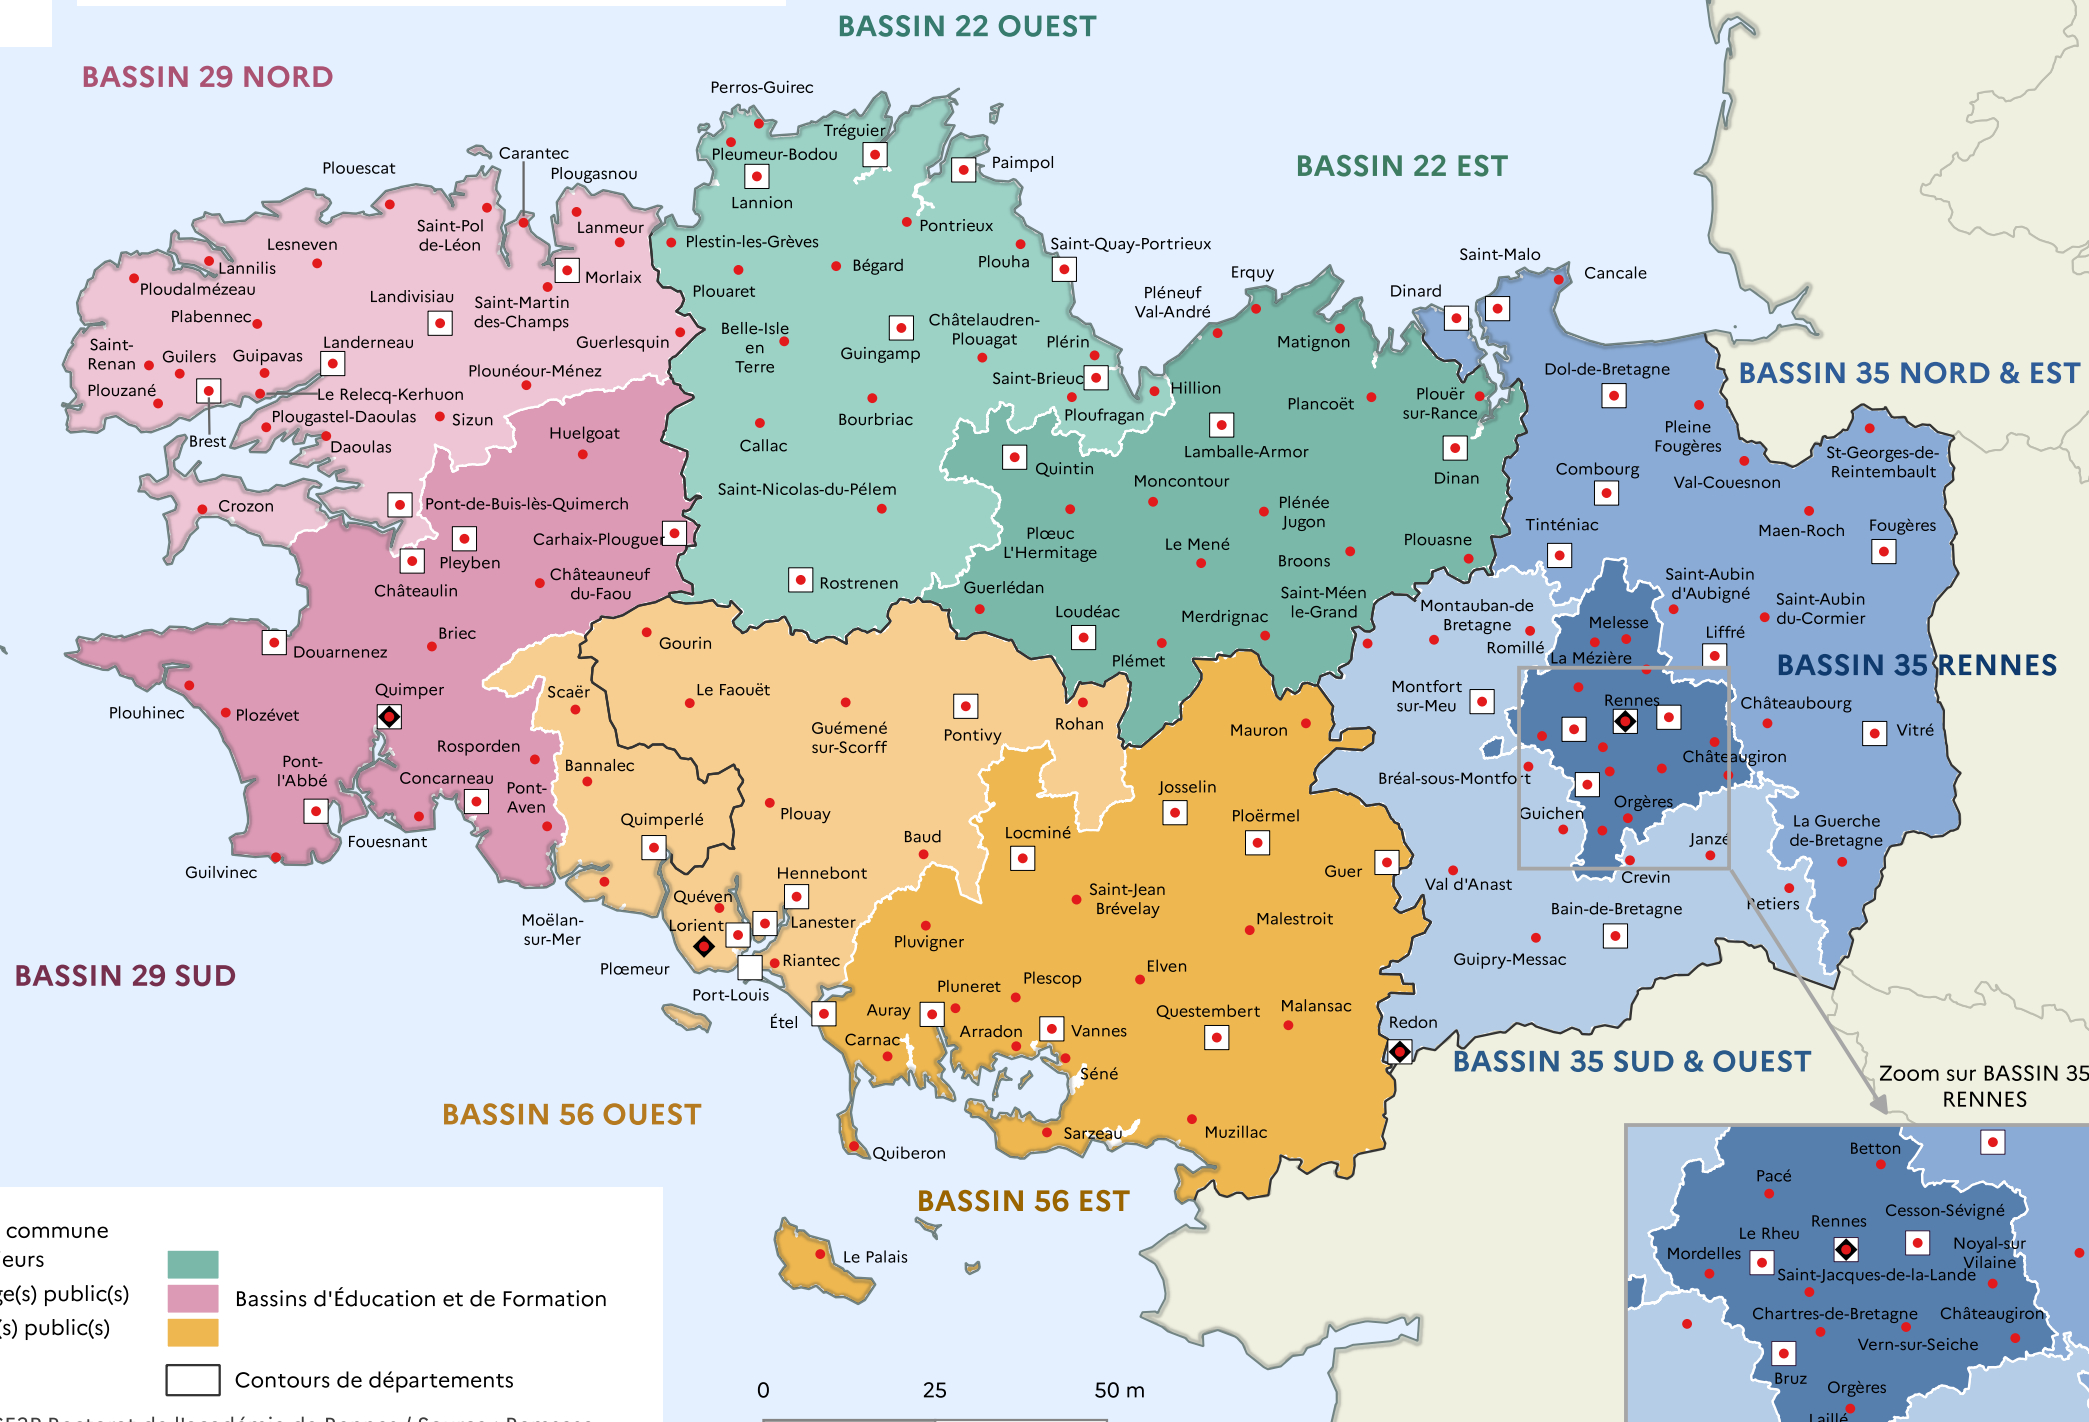 BASSIN 22 OUEST
BASSIN 29 NORD
Perros-Guirec
Tréguier
Pleumeur-Bodou
Paimpol
Lannion
BASSIN 22 EST
Carantec
Plouescat
Plougasnou
Saint-Pol
de-Léon
Lanmeur
Plestin-les-Grèves
Pontrieux
Plouha
Saint-Quay-Portrieux
Lesneven
Lannilis
Ploudalmézeau
Morlaix
Plouaret
Bégard
Erquy
Saint-Malo
Cancale
Dinard
Landivisiau
Saint-Martin
des-Champs
Plabennec
Pléneuf
Val-André
Guerlesquin
Belle-Isle
en
Terre
Guingamp
Châtelaudren-
Plouagat
Plérin
Matignon
Saint-
Renan
Guilers
Guipavas
Landerneau
Plouzané
Le Relecq-Kerhuon
Plounéour-Ménez
Saint-Brieuc
Hillion
Ploufragan
Plancoët
Plouër
sur-Rance
Dol-de-Bretagne
BASSIN 35 NORD & EST
Plougastel-Daoulas
Sizun
Brest
Daoulas
Huelgoat
Callac
Bourbriac
Lamballe-Armor
Quintin
Dinan
Pleine
Fougères
St-Georges-de-
Reintembault
Combourg
Val-Couesnon
Crozon
Pont-de-Buis-lès-Quimerch
Saint-Nicolas-du-Pélem
Moncontour
Plénée
Jugon
Carhaix-Plouguer
Plœuc
L'Hermitage
Le Mené
Plouasne
Tinténiac
Maen-Roch
Fougères
Pleyben
Châteaulin
Châteauneuf
du-Faou
Rostrenen
Guerlédan
Broons
Saint-Méen
le-Grand
Saint-Aubin
d'Aubigné
Saint-Aubin
du-Cormier
Loudéac
Merdrignac
Montauban-de
Bretagne
Romillé
Melesse
Liffré
La Mézière
BASSIN 35 RENNES
Briec
Douarnenez
Gourin
Plémet
Quimper
Plouhinec
Plozévet
Scaër
Le Faouët
Guémené
sur-Scorff
Pontivy
Rohan
Mauron
Montfort
sur-Meu
Rennes
Châteaubourg
Vitré
Rosporden
Pont-
l'Abbé
Concarneau
Pont-
Aven
Bannalec
Bréal-sous-Montfort
Châteaugiron
Josselin
Ploërmel
Orgères
Guichen
Quimperlé
Plouay
Baud
Locminé
Fouesnant
Guilvinec
Guer
Janzé
La Guerche
de-Bretagne
Val d'Anast
Crevin
Retiers
Hennebont
Quéven
Lorient
Lanester
Saint-Jean
Brévelay
Malestroit
Bain-de-Bretagne
Moëlan-
sur-Mer
Pluvigner
Guipry-Messac
BASSIN 29 SUD
Plœmeur
Riantec
Port-Louis
Étel
Pluneret
Plescop
Elven
Auray
Arradon
Vannes
Questembert
Malansac
Redon
Carnac
Séné
BASSIN 35 SUD & OUEST
Zoom sur BASSIN 35
RENNES
BASSIN 56 OUEST
Quiberon
Sarzeau
Muzillac
BASSIN 56 EST
Le Palais
Betton
Pacé
Cesson-Sévigné
Rennes
Le Rheu
Mordelles
Noyal-sur
Vilaine
Saint-Jacques-de-la-Lande
Chartres-de-Bretagne
Châteaugiron
Vern-sur-Seiche
Bruz
Orgères
Laillé
commune
ieurs
ge(s) public(s)
(s) public(s)
Bassins d'Éducation et de Formation
Contours de départements
0
25
50 m